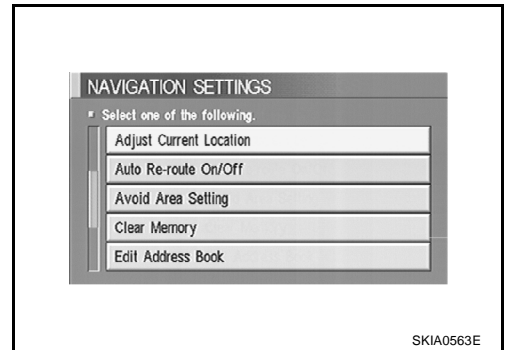 NAVIGATION SETTINGS
Select one of the following.
Adjust Current Location
Auto Re-route On/Off
Avoid Area Setting
Clear Memory
Edit Address Book
SKIA0563E